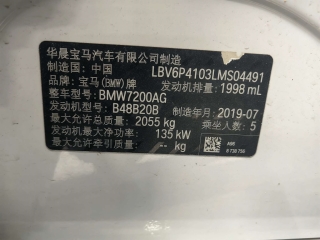 华晨宝马汽车有限公司制造
制造国：中国 LBV6P4103LMS04491
品牌：宝马(BMW)牌 发动机排量：1998 mL
整车型号：BMW7200AG
发动机型号：B48B20B 制造年月：2019-07
最大允许总质量：2055 kg 乘坐人数：5
发动机最大净功率：135 kW
最大允许牵引质量：-- kg